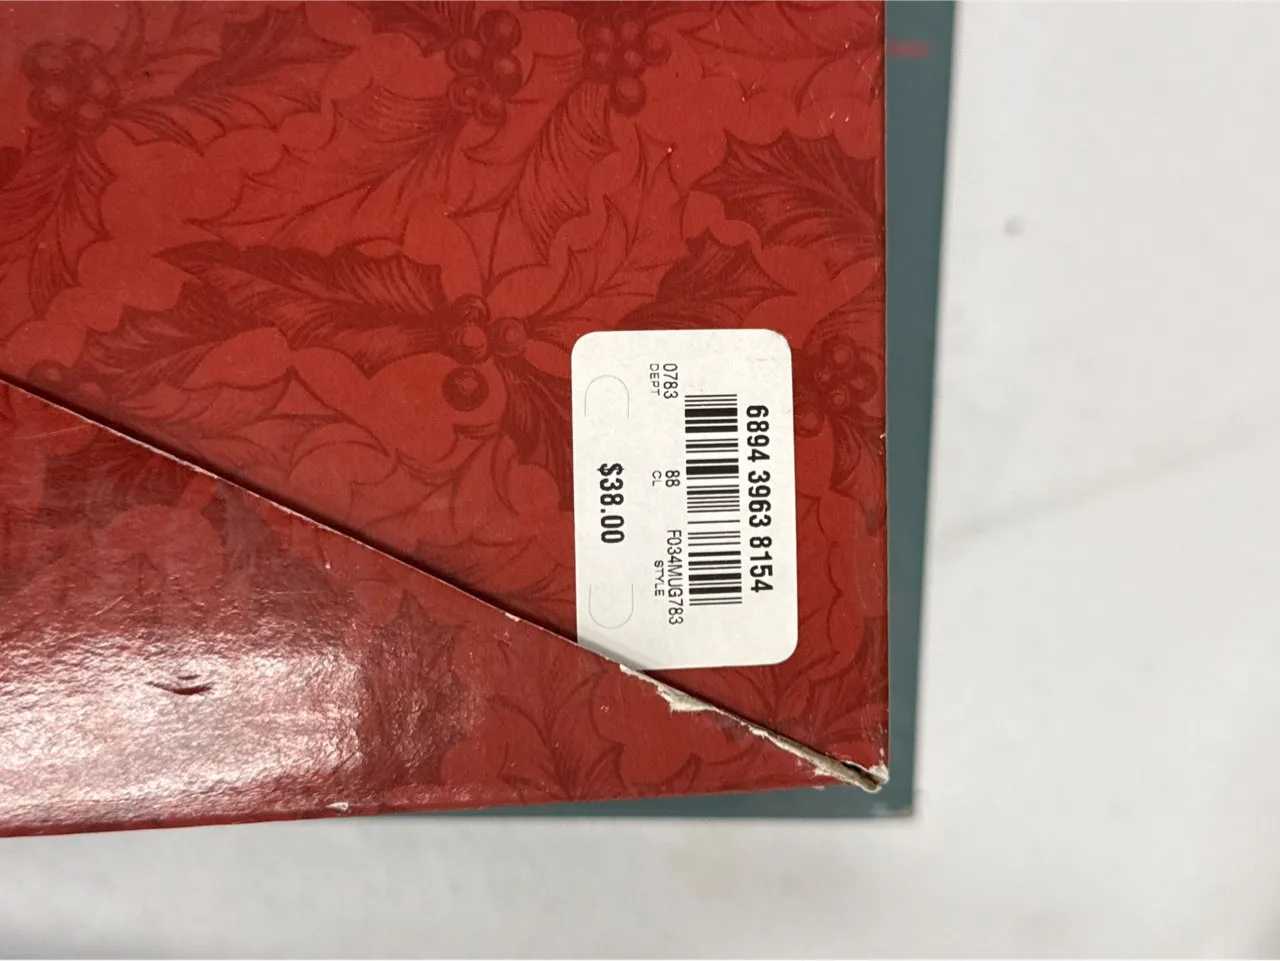 6894 3963 8154
0783 88 F034MUG783
DEPT CL STYLE
$38.00